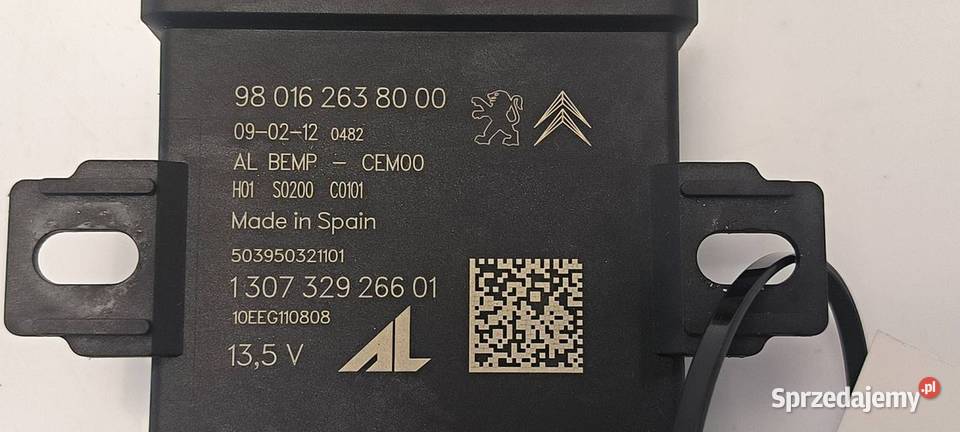 98 016 263 80 00
09-02-12 0482
AL BEMP - CEM00
H01 S0200 C0101
Made in Spain
503950321101
1 307 329 266 01
10EEG110808
13,5 V AL
Sprzedajemy.pl